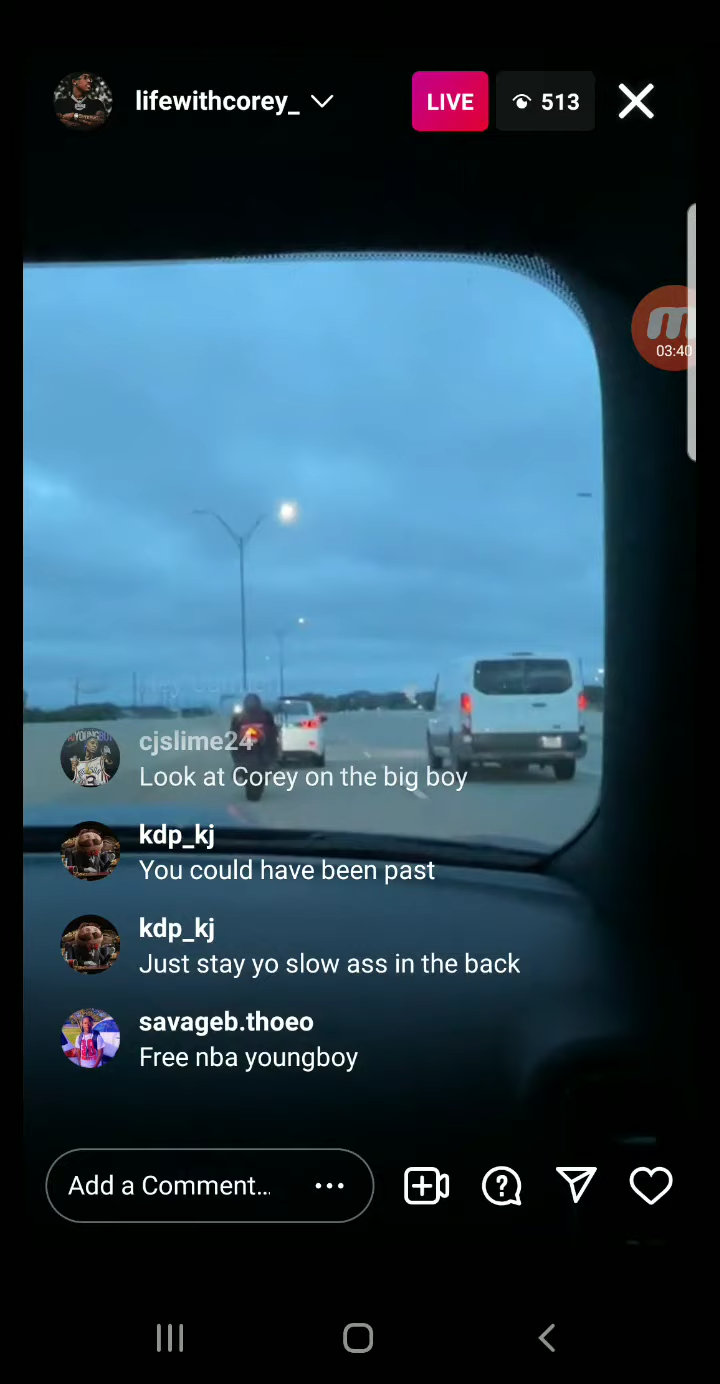 lifewithcorey_
LIVE
513
03:40
cjslime24
Look at Corey on the big boy
kdp_kj
You could have been past
kdp_kj
Just stay yo slow ass in the back
savageb.thoeo
Free nba youngboy
Add a Comment...